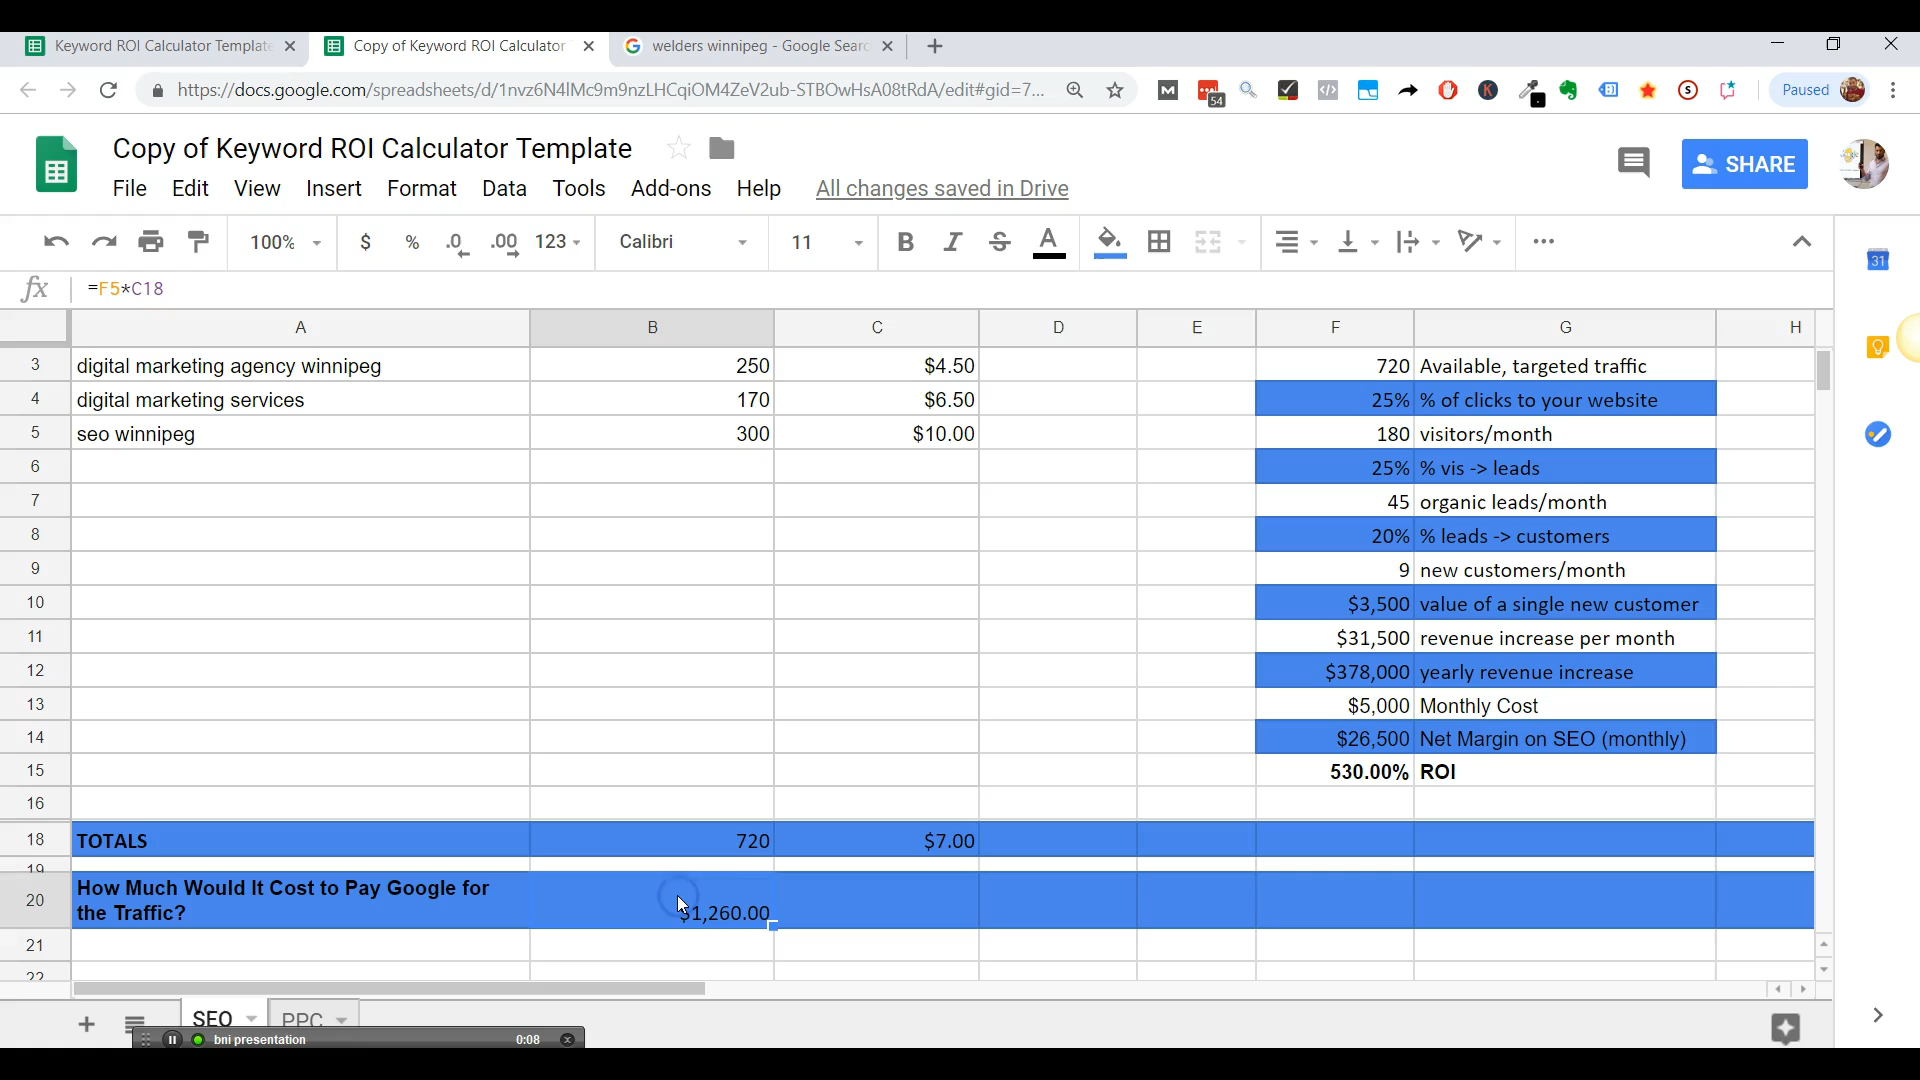 Keyword ROI Calculator Template
Copy of Keyword ROI Calculator
welders winnipeg - Google Searc
https://docs.google.com/spreadsheets/d/1nvz6N4lMc9m9nzLHCqiOM4ZeV2ub-STBOwHsA08tRdA/edit#gid=7...
54
Paused
Copy of Keyword ROI Calculator Template
SHARE
File Edit View Insert Format Data Tools Add-ons Help All changes saved in Drive
100% $ % .0 .00 123 Calibri 11 B I S A
31
fx =F5*C18
A B C D E F G H
3 digital marketing agency winnipeg 250 $4.50 720 Available, targeted traffic
4 digital marketing services 170 $6.50 25% % of clicks to your website
5 seo winnipeg 300 $10.00 180 visitors/month
6 25% % vis -> leads
7 45 organic leads/month
8 20% % leads -> customers
9 9 new customers/month
10 $3,500 value of a single new customer
11 $31,500 revenue increase per month
12 $378,000 yearly revenue increase
13 $5,000 Monthly Cost
14 $26,500 Net Margin on SEO (monthly)
15 530.00% ROI
16
18 TOTALS 720 $7.00
19
20 How Much Would It Cost to Pay Google for
the Traffic? $1,260.00
21
22
SEO PPC
bni presentation 0:08